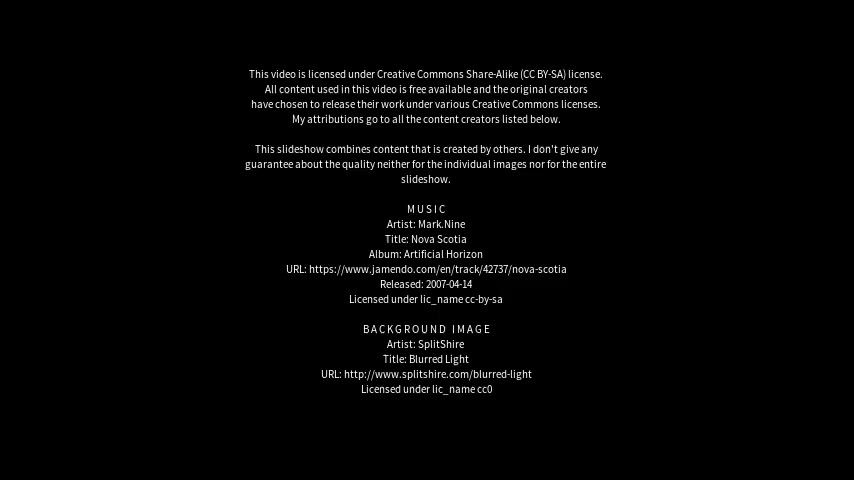 This video is licensed under Creative Commons Share-Alike (CC BY-SA) license.
All content used in this video is free available and the original creators
have chosen to release their work under various Creative Commons licenses.
My attributions go to all the content creators listed below.
This slideshow combines content that is created by others. I don't give any
guarantee about the quality neither for the individual images nor for the entire
slideshow.
MUSIC
Artist: Mark.Nine
Title: Nova Scotia
Album: Artificial Horizon
URL: https://www.jamendo.com/en/track/42737/nova-scotia
Released: 2007-04-14
Licensed under lic_name cc-by-sa
BACKGROUND IMAGE
Artist: SplitShire
Title: Blurred Light
URL: http://www.splitshire.com/blurred-light
Licensed under lic_name cc0